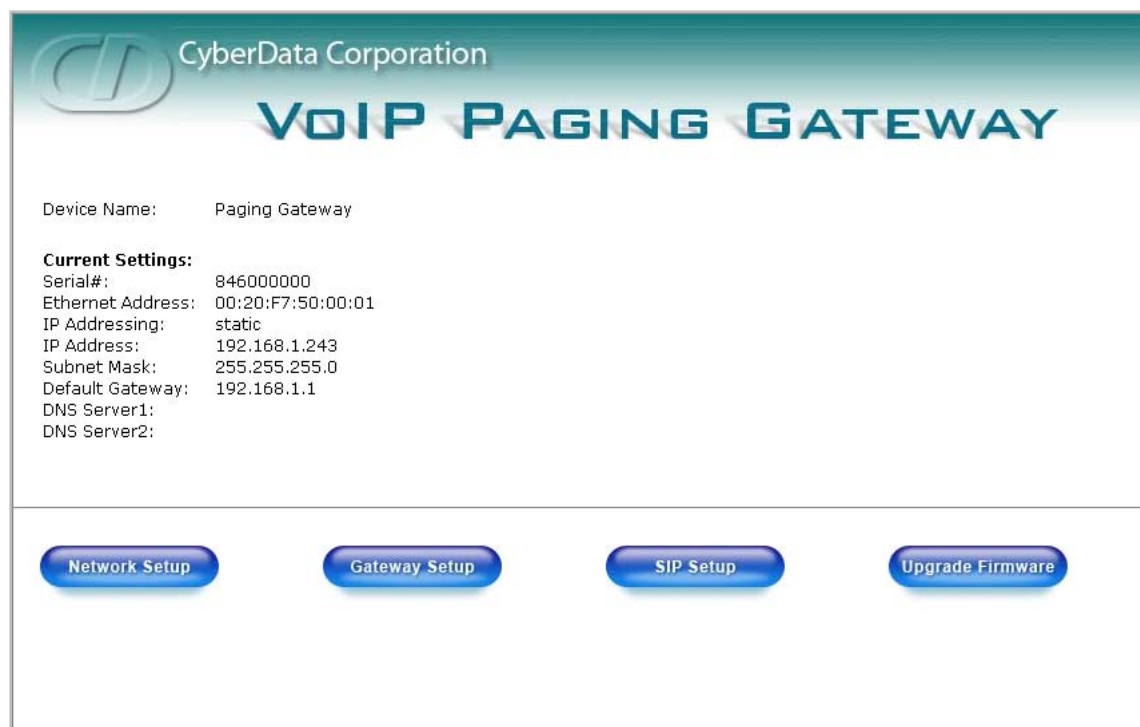 CD CyberData Corporation
VoIP Paging Gateway
Device Name: Paging Gateway
Current Settings:
Serial#: 846000000
Ethernet Address: 00:20:F7:50:00:01
IP Addressing: static
IP Address: 192.168.1.243
Subnet Mask: 255.255.255.0
Default Gateway: 192.168.1.1
DNS Server1:
DNS Server2:
Network Setup Gateway Setup SIP Setup Upgrade Firmware